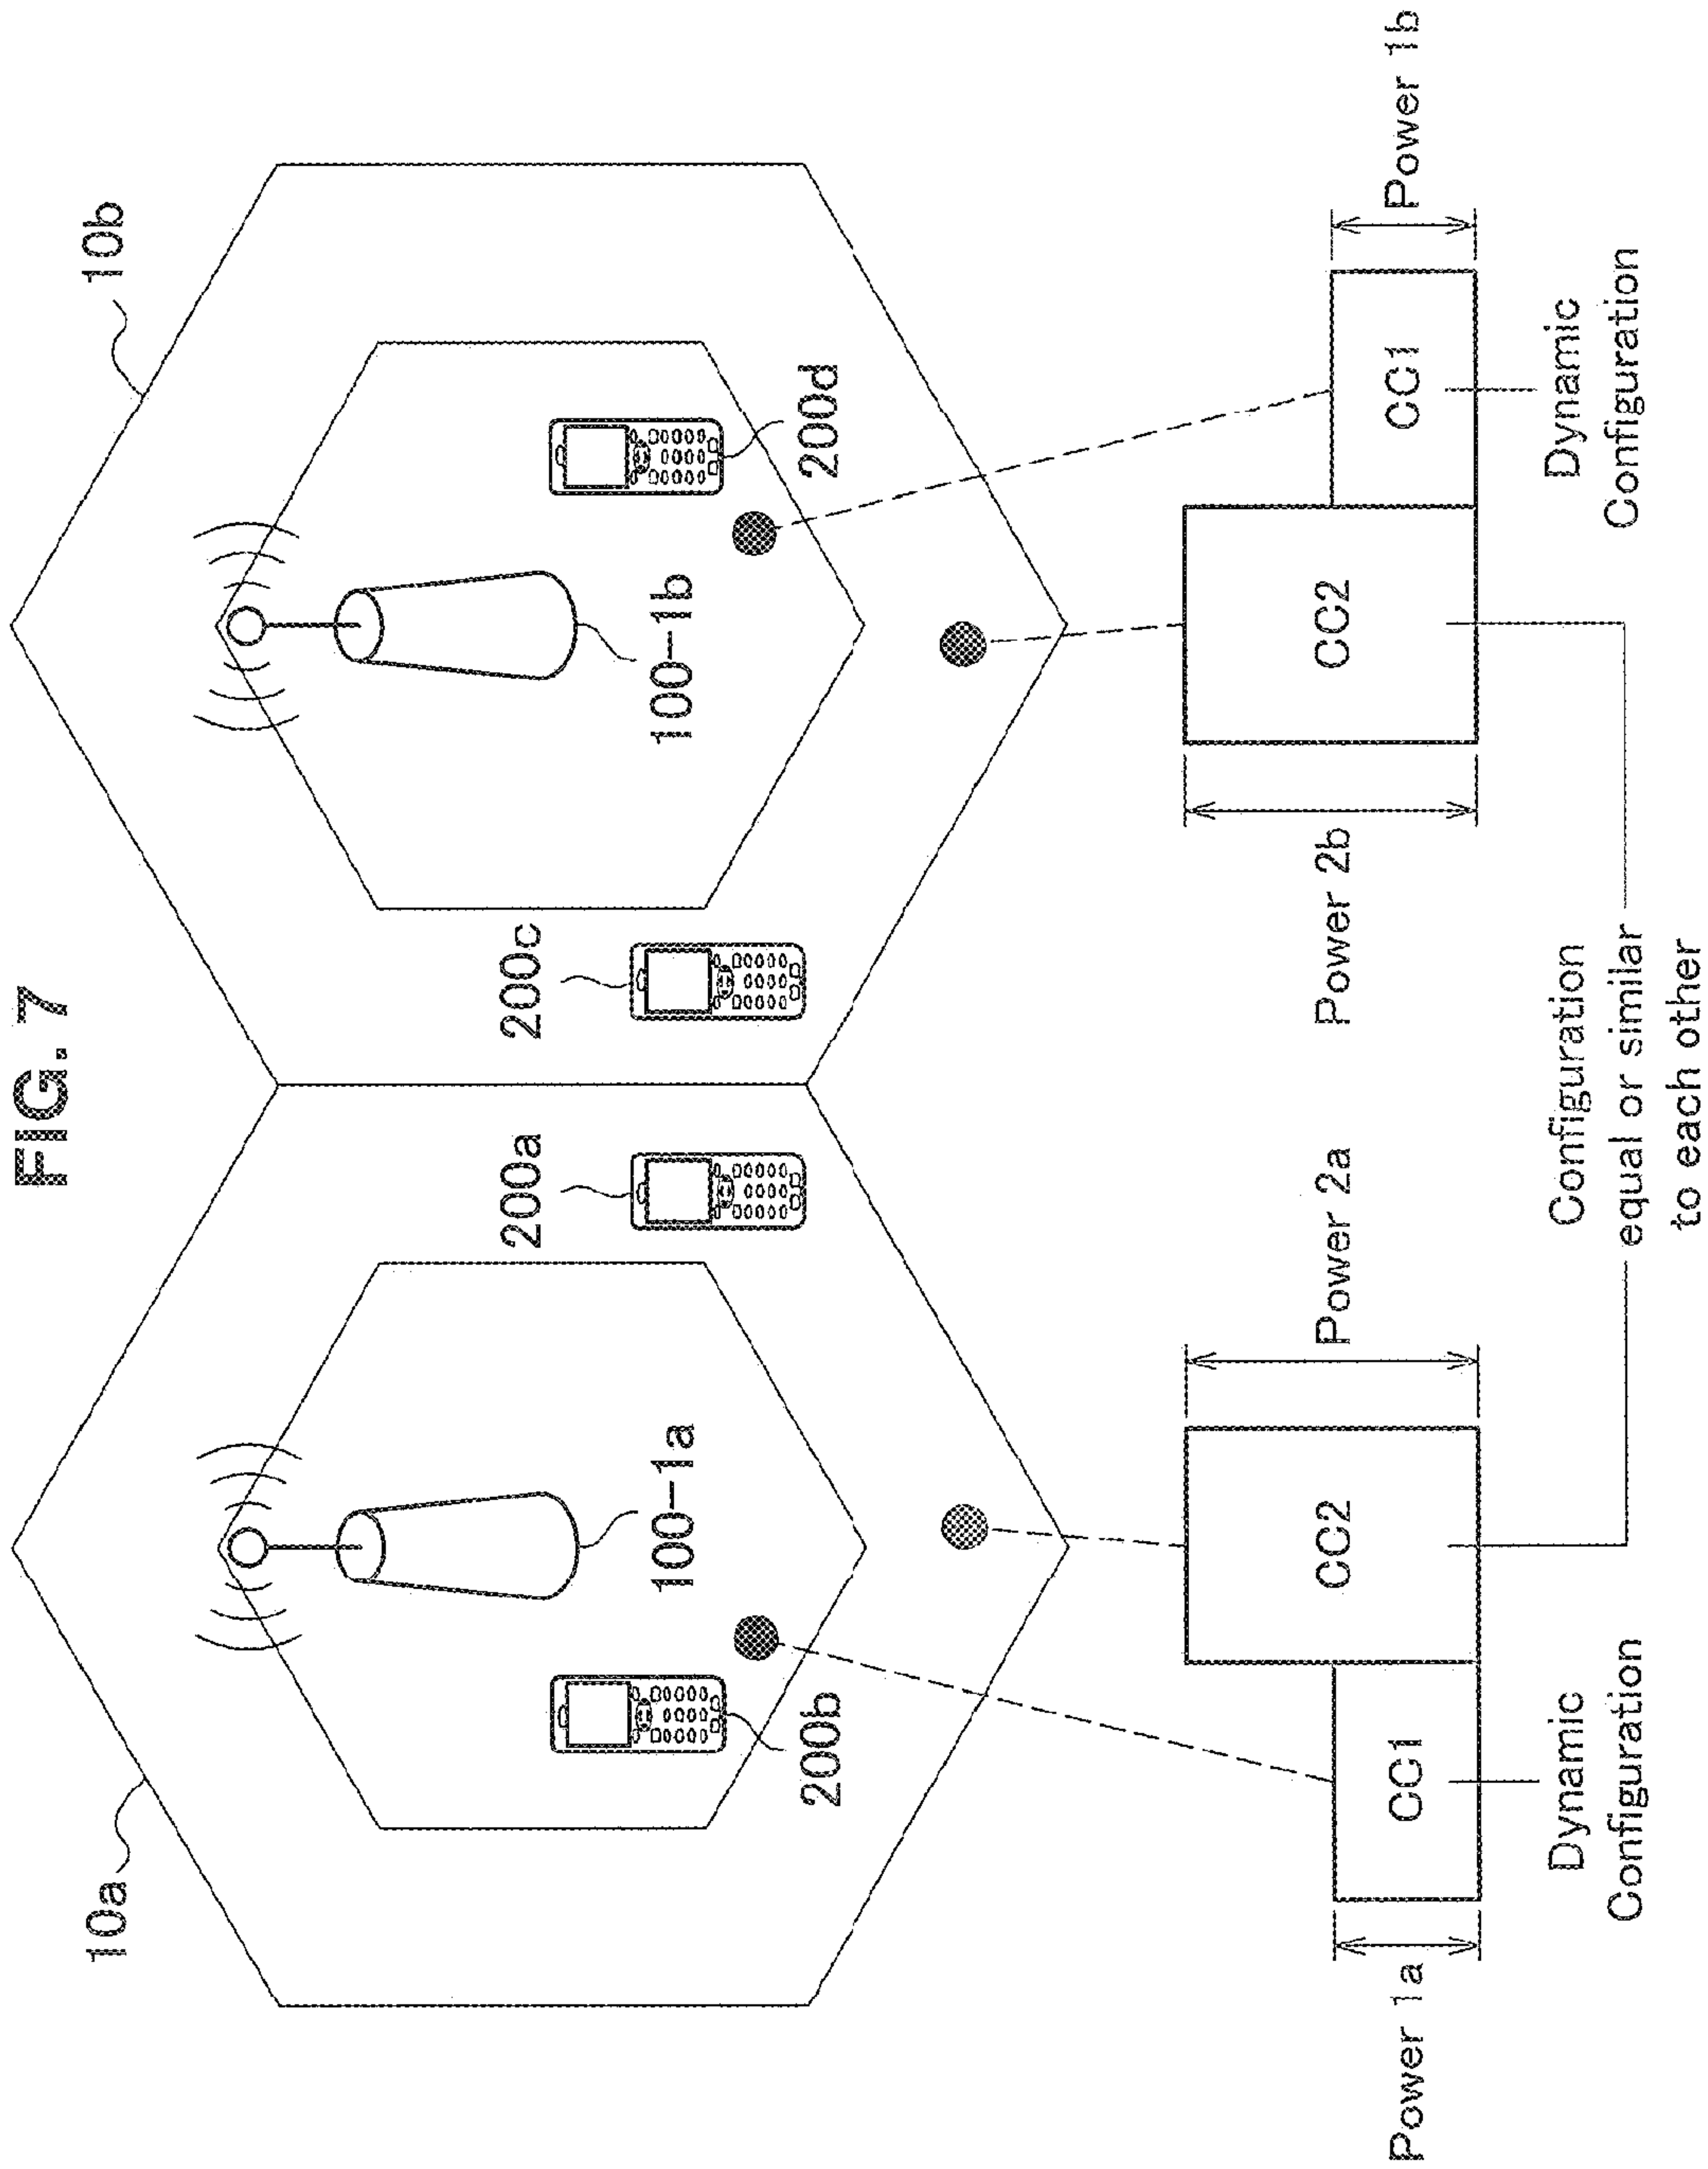 FIG. 7
10a
10b
200a
200c
100-1a
100-1b
200b
200d
Power 2a
Power 2b
Power 1a
CC1
CC2
CC2
CC1
Power 1b
Dynamic
Configuration
Configuration
equal or similar
to each other
Dynamic
Configuration